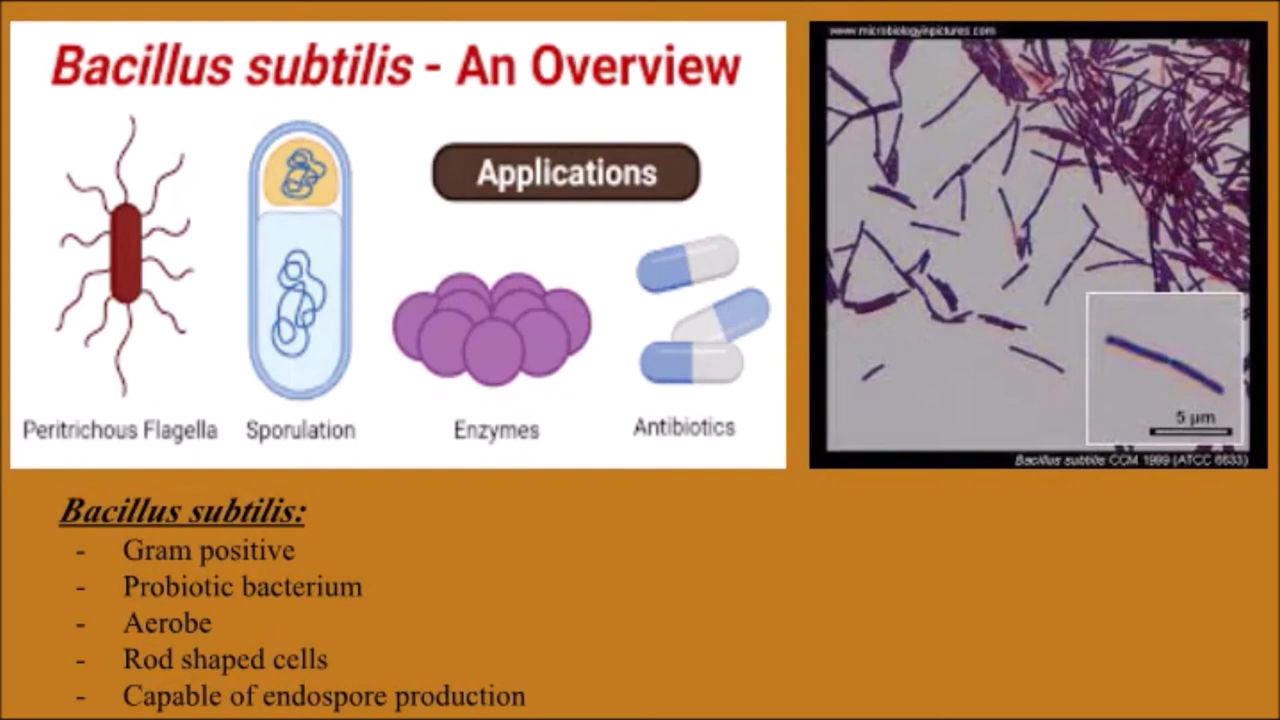 Bacillus subtilis - An Overview
Applications
Peritrichous Flagella
Sporulation
Enzymes
Antibiotics
www.microbiologyinpictures.com
5 µm
Bacillus subtilis CCM 1999 (ATCC 6633)
Bacillus subtilis:
- Gram positive
- Probiotic bacterium
- Aerobe
- Rod shaped cells
- Capable of endospore production